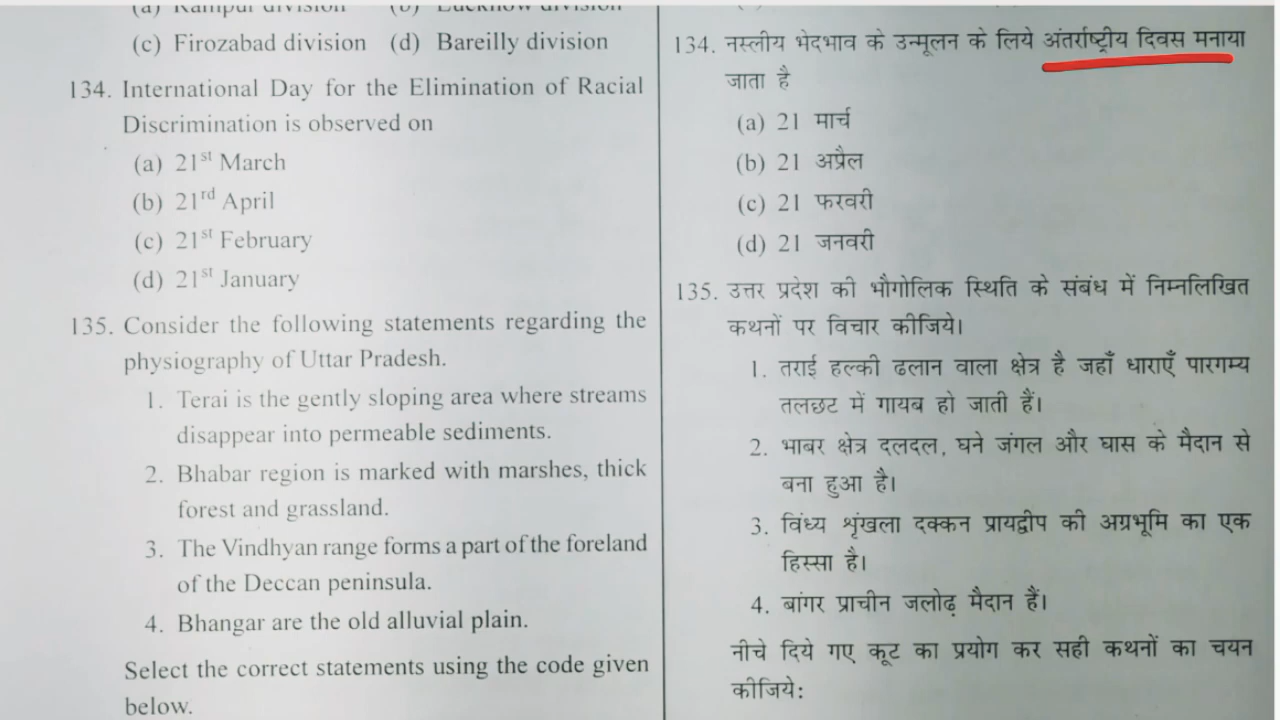 (c) Firozabad division (d) Bareilly division
134. International Day for the Elimination of Racial
Discrimination is observed on
(a) 21st March
(b) 21rd April
(c) 21st February
(d) 21st January
135. Consider the following statements regarding the
physiography of Uttar Pradesh.
1. Terai is the gently sloping area where streams
disappear into permeable sediments.
2. Bhabar region is marked with marshes, thick
forest and grassland.
3. The Vindhyan range forms a part of the foreland
of the Deccan peninsula.
4. Bhangar are the old alluvial plain.
Select the correct statements using the code given
below.
134. नस्लीय भेदभाव के उन्मूलन के लिये अंतर्राष्ट्रीय दिवस मनाया
जाता है
(a) 21 मार्च
(b) 21 अप्रैल
(c) 21 फरवरी
(d) 21 जनवरी
135. उत्तर प्रदेश की भौगोलिक स्थिति के संबंध में निम्नलिखित
कथनों पर विचार कीजिये।
1. तराई हल्की ढलान वाला क्षेत्र है जहाँ धाराएँ पारगम्य
तलछट में गायब हो जाती हैं।
2. भाबर क्षेत्र दलदल, घने जंगल और घास के मैदान से
बना हुआ है।
3. विंध्य शृंखला दक्कन प्रायद्वीप की अग्रभूमि का एक
हिस्सा है।
4. बांगर प्राचीन जलोढ़ मैदान हैं।
नीचे दिये गए कूट का प्रयोग कर सही कथनों का चयन
कीजिये: